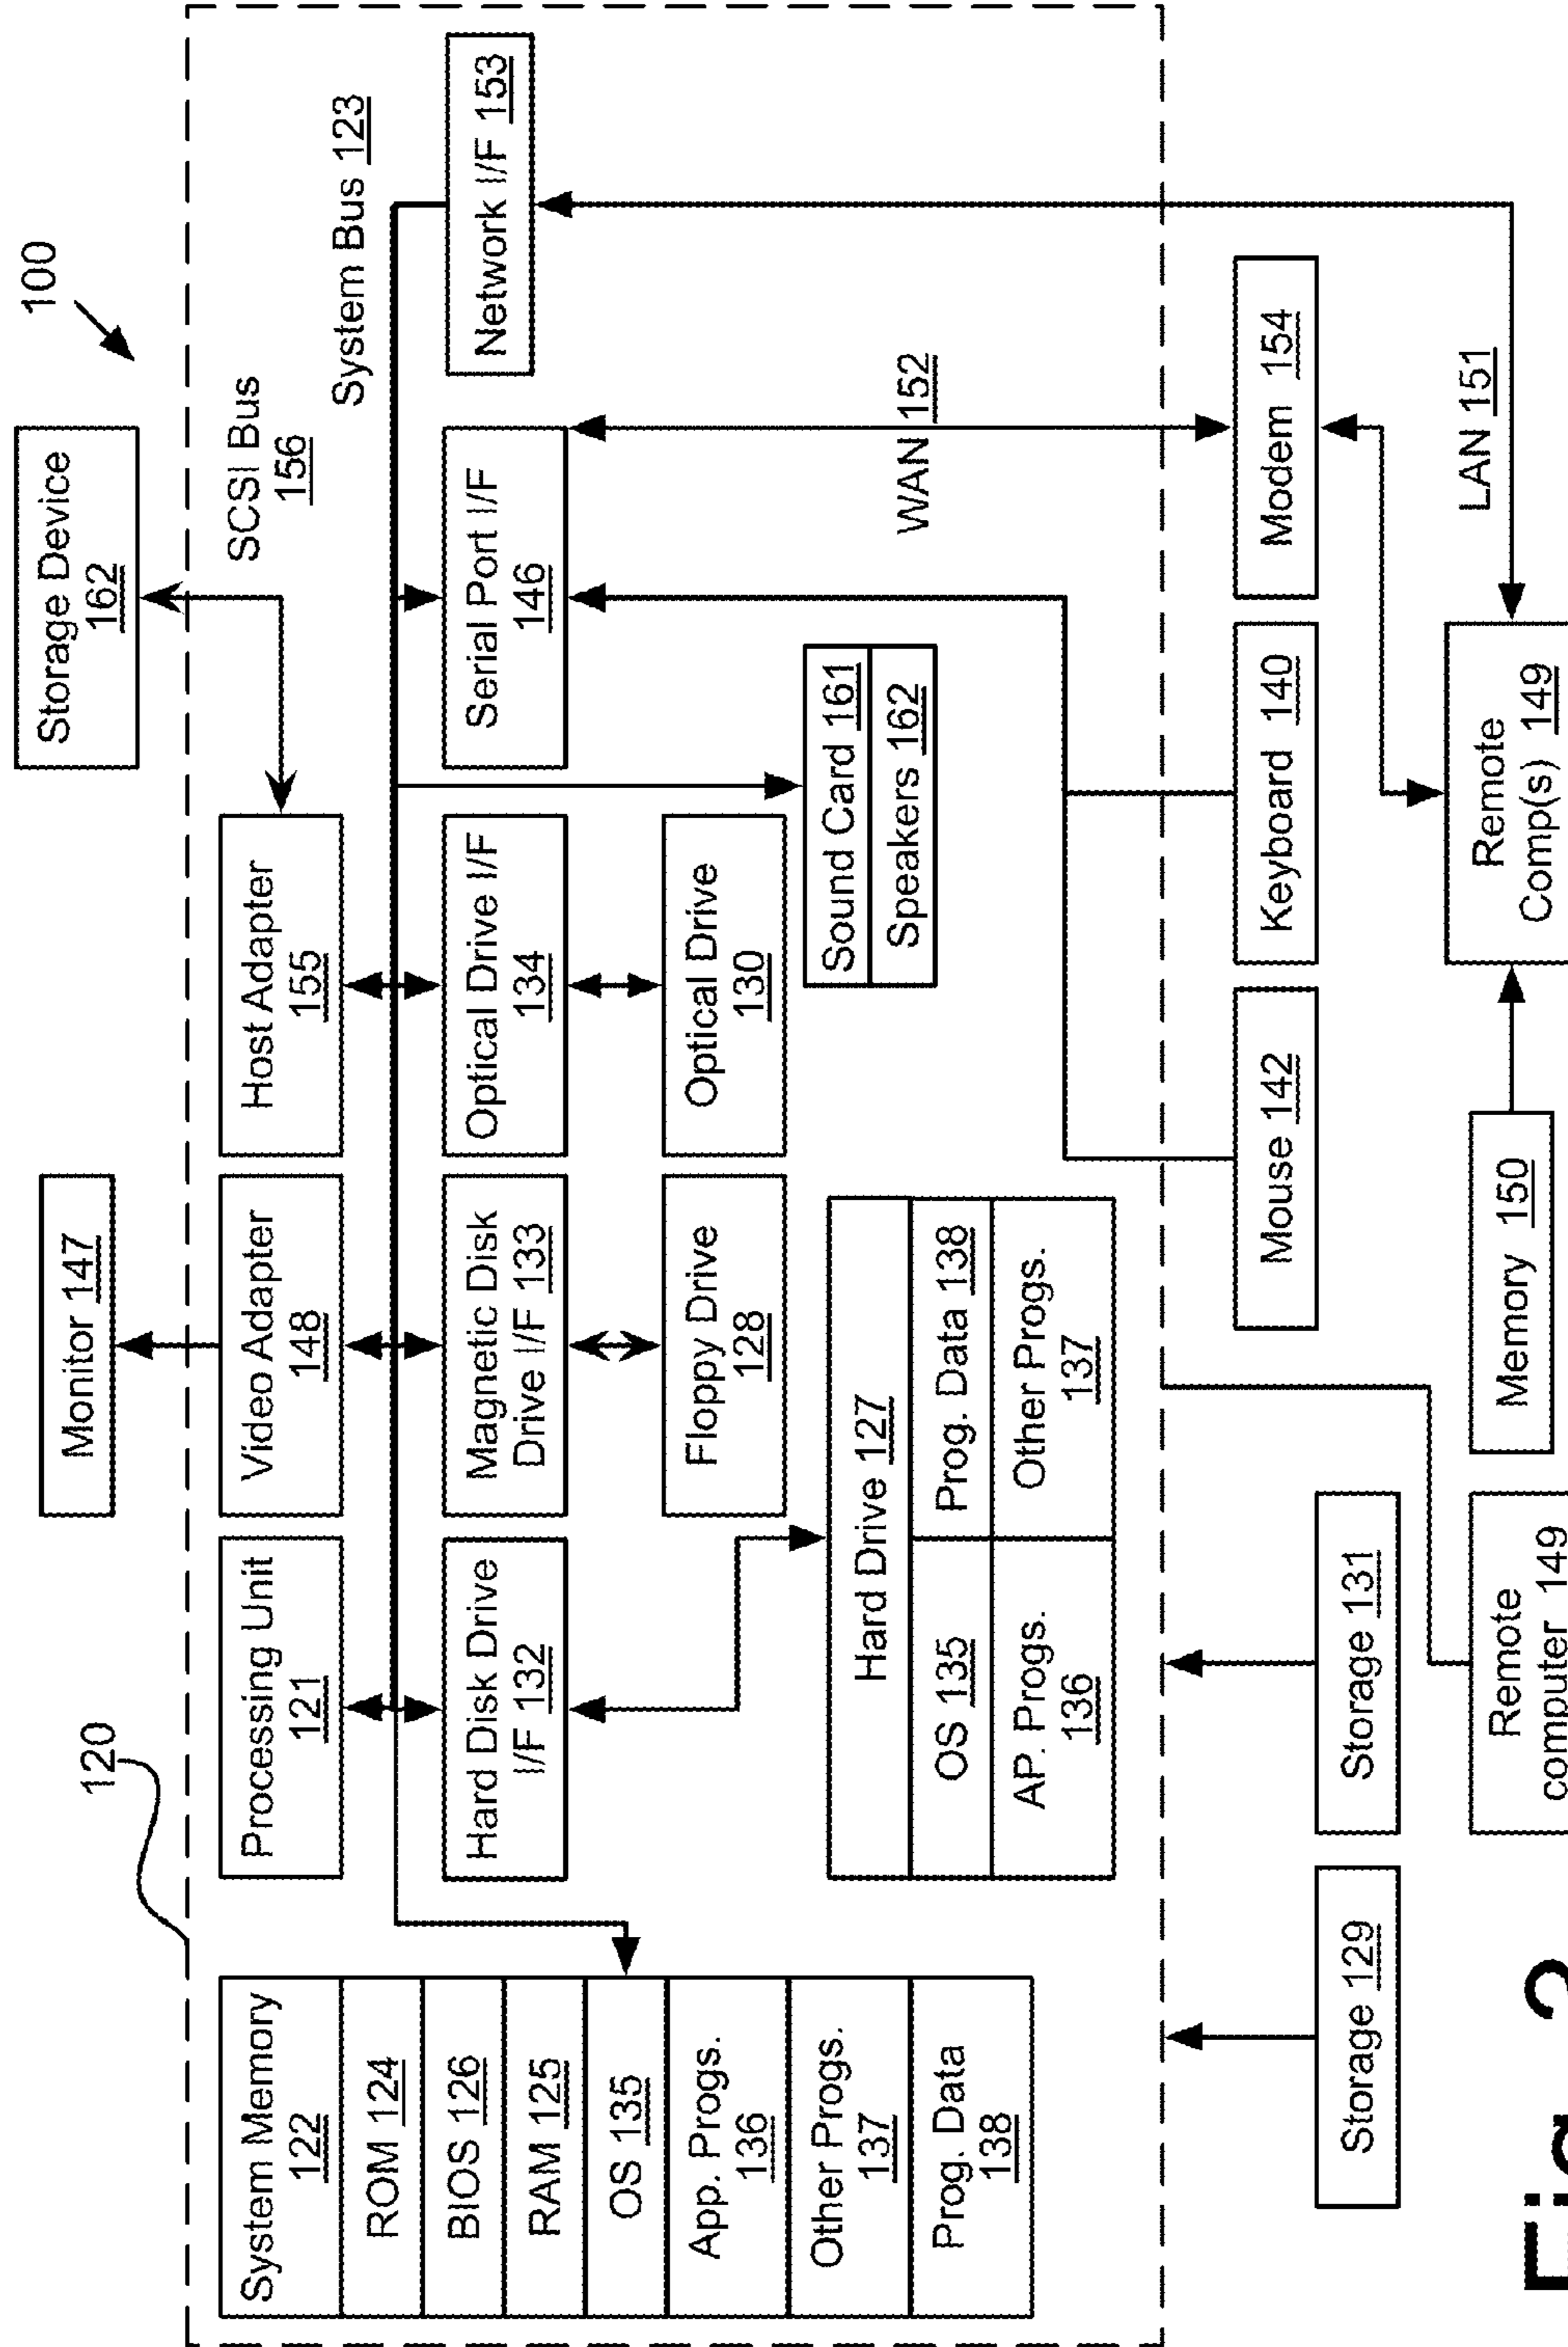 100
120
Monitor 147
Storage Device
162
SCSI Bus
156
System Bus 123
System Memory
122
ROM 124
BIOS 126
RAM 125
OS 135
App. Progs.
136
Other Progs.
137
Prog. Data
138
Processing Unit
121
Video Adapter
148
Host Adapter
155
Hard Disk Drive
I/F 132
Magnetic Disk
Drive I/F 133
Optical Drive I/F
134
Serial Port I/F
146
Network I/F 153
Floppy Drive
128
Optical Drive
130
Sound Card 161
Speakers 162
Hard Drive 127
OS 135
Prog. Data 138
AP. Progs.
136
Other Progs.
137
WAN 152
Storage 129
Storage 131
Mouse 142
Keyboard 140
Modem 154
LAN 151
Remote
computer 149
Memory 150
Remote
Comp(s) 149